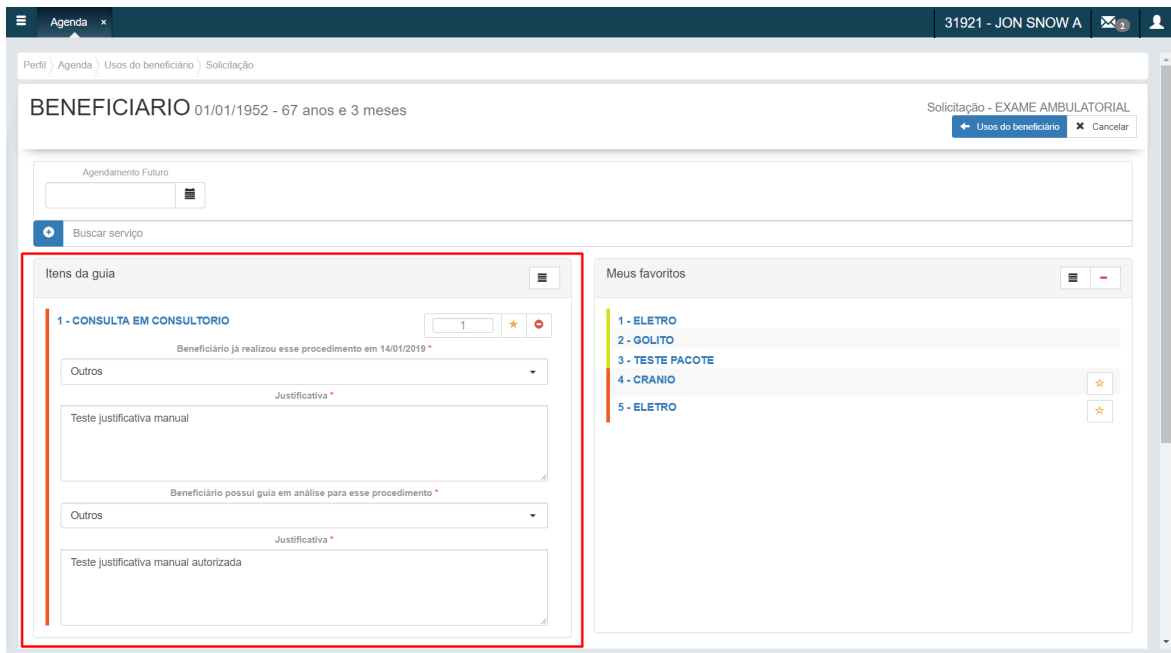 Agenda ×
31921 - JON SNOW A
2
Perfil Agenda Usos do beneficiário Solicitação
BENEFICIARIO 01/01/1952 - 67 anos e 3 meses
Solicitação - EXAME AMBULATORIAL
Usos do beneficiário
Cancelar
Agendamento Futuro
Buscar serviço
Itens da guia
1 - CONSULTA EM CONSULTORIO
1
Beneficiário já realizou esse procedimento em 14/01/2019 *
Outros
Justificativa *
Teste justificativa manual
Beneficiário possui guia em análise para esse procedimento *
Outros
Justificativa *
Teste justificativa manual autorizada
Meus favoritos
1 - ELETRO
2 - GOLITO
3 - TESTE PACOTE
4 - CRANIO
5 - ELETRO